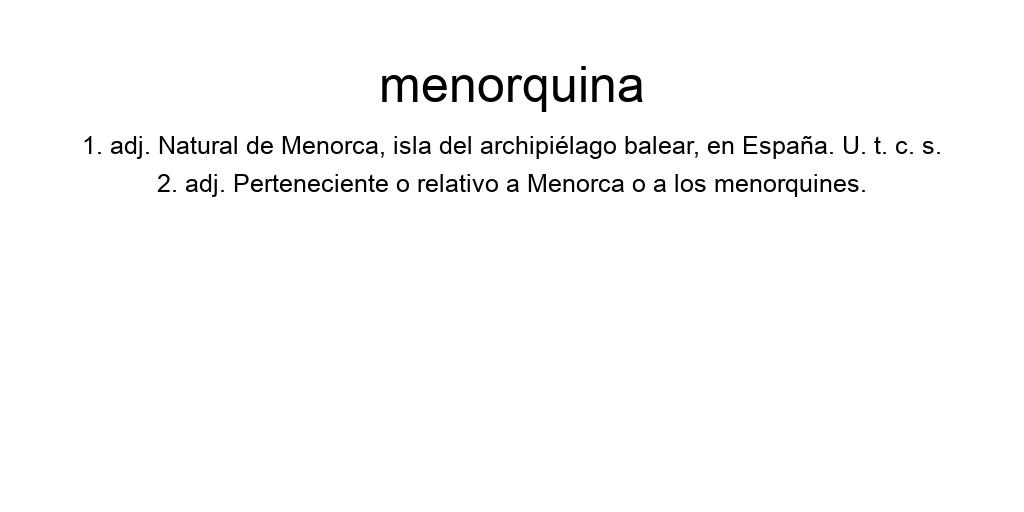 menorquina
1. adj. Natural de Menorca, isla del archipiélago balear, en España. U. t. c. s.
2. adj. Perteneciente o relativo a Menorca o a los menorquines.